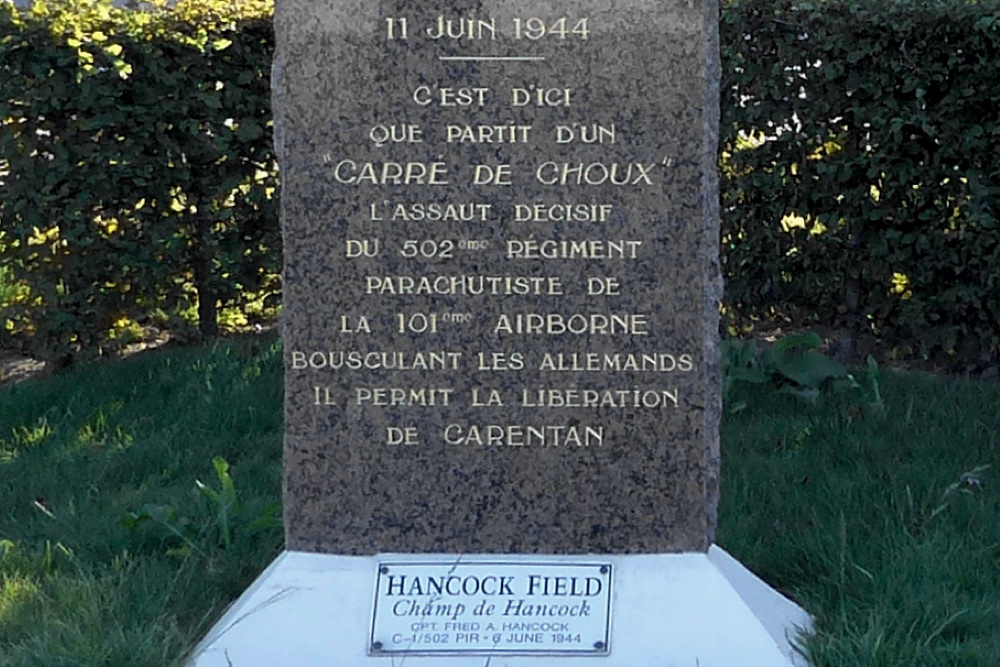 11 JUIN 1944
C'EST D'ICI
QUE PARTIT D'UN
"CARRÉ DE CHOUX"
L'ASSAUT DÉCISIF
DU 502ème RÉGIMENT
PARACHUTISTE DE
LA 101ème AIRBORNE
BOUSCULANT LES ALLEMANDS
IL PERMIT LA LIBÉRATION
DE CARENTAN
HANCOCK FIELD
Champ de Hancock
CPT. FRED A. HANCOCK
C-1/502 PIR - 6 JUNE 1944